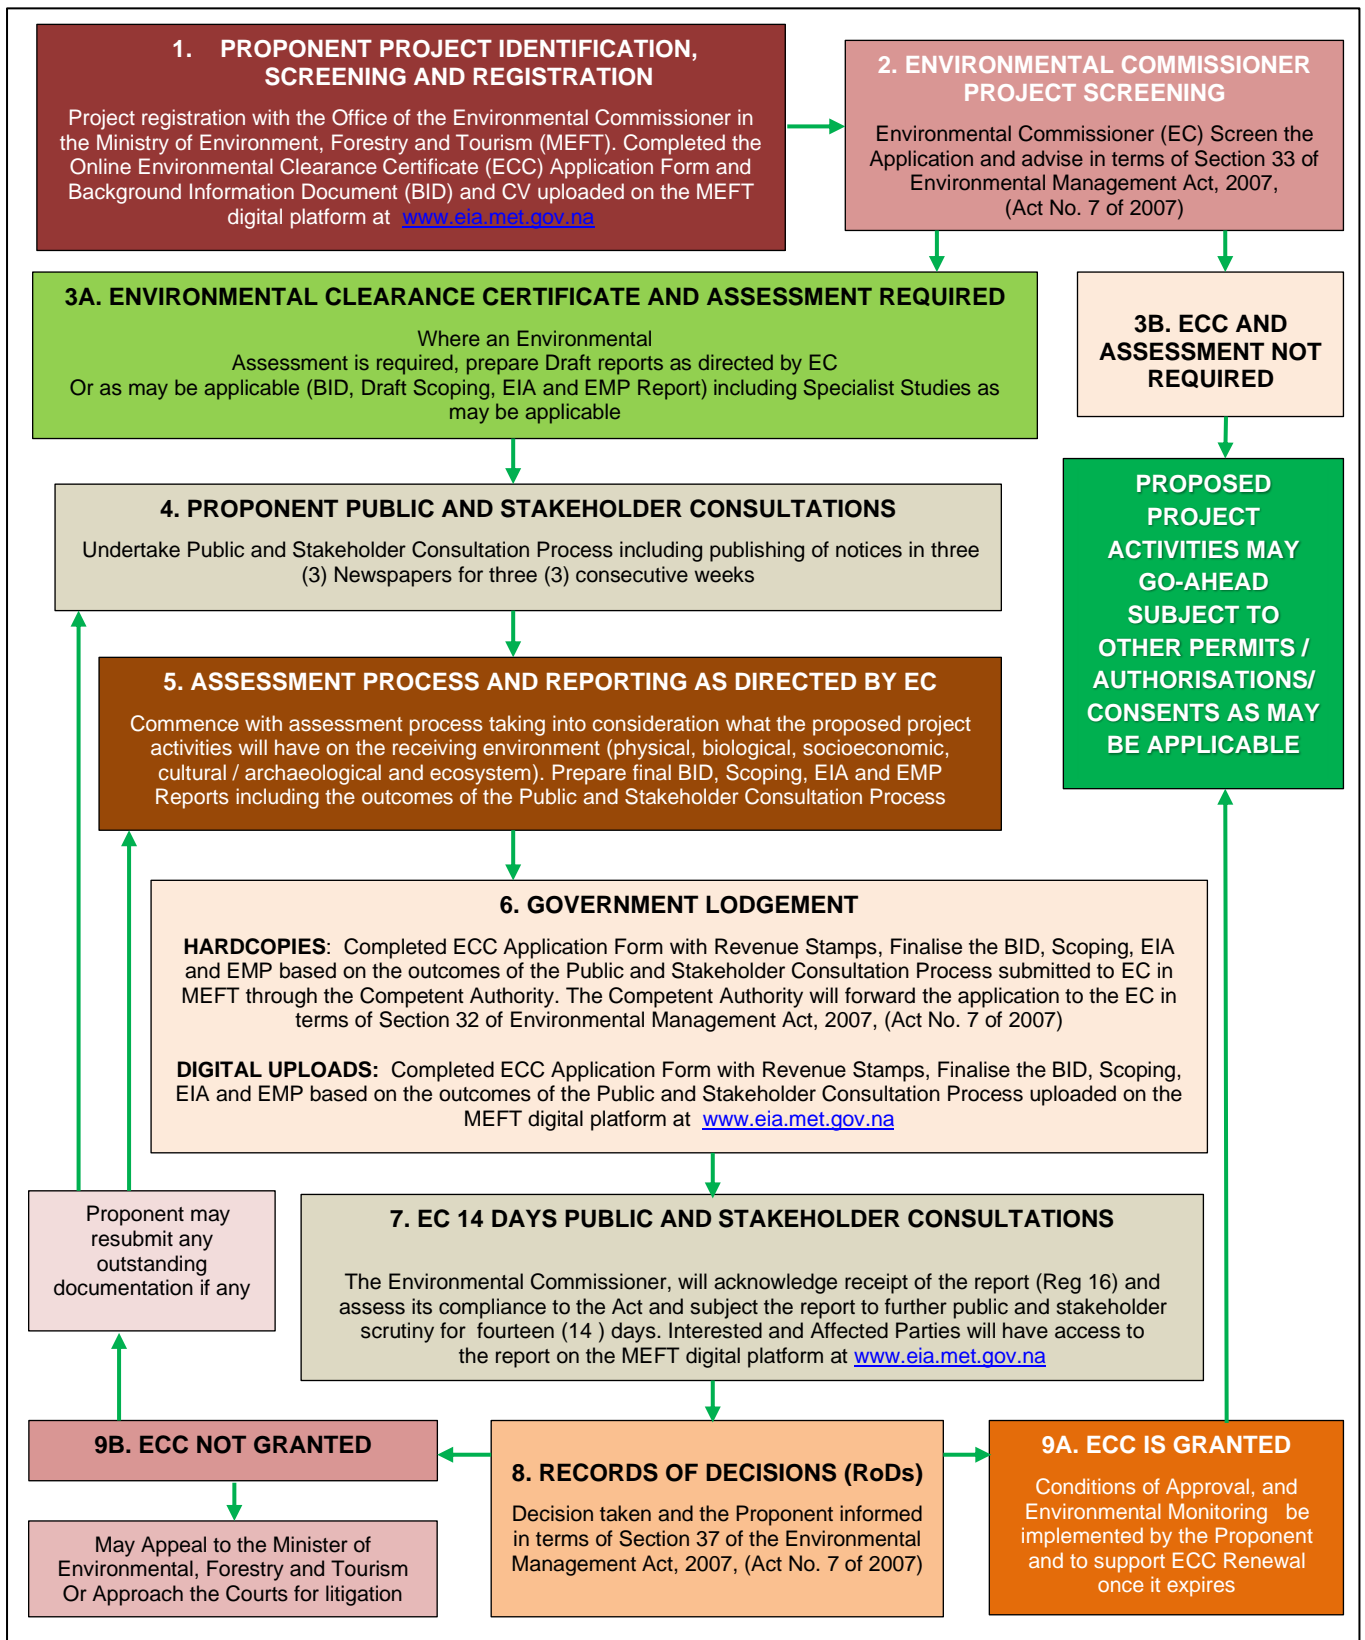 1. PROPONENT PROJECT IDENTIFICATION,
SCREENING AND REGISTRATION
Project registration with the Office of the Environmental Commissioner in
the Ministry of Environment, Forestry and Tourism (MEFT). Completed the
Online Environmental Clearance Certificate (ECC) Application Form and
Background Information Document (BID) and CV uploaded on the MEFT
digital platform at www.eia.met.gov.na
2. ENVIRONMENTAL COMMISSIONER
PROJECT SCREENING
Environmental Commissioner (EC) Screen the
Application and advise in terms of Section 33 of
Environmental Management Act, 2007,
(Act No. 7 of 2007)
3A. ENVIRONMENTAL CLEARANCE CERTIFICATE AND ASSESSMENT REQUIRED
Where an Environmental
Assessment is required, prepare Draft reports as directed by EC
Or as may be applicable (BID, Draft Scoping, EIA and EMP Report) including Specialist Studies as
may be applicable
3B. ECC AND
ASSESSMENT NOT
REQUIRED
4. PROPONENT PUBLIC AND STAKEHOLDER CONSULTATIONS
Undertake Public and Stakeholder Consultation Process including publishing of notices in three
(3) Newspapers for three (3) consecutive weeks
PROPOSED
PROJECT
ACTIVITIES MAY
GO-AHEAD
SUBJECT TO
OTHER PERMITS /
AUTHORISATIONS/
CONSENTS AS MAY
BE APPLICABLE
5. ASSESSMENT PROCESS AND REPORTING AS DIRECTED BY EC
Commence with assessment process taking into consideration what the proposed project
activities will have on the receiving environment (physical, biological, socioeconomic,
cultural / archaeological and ecosystem). Prepare final BID, Scoping, EIA and EMP
Reports including the outcomes of the Public and Stakeholder Consultation Process
6. GOVERNMENT LODGEMENT
HARDCOPIES: Completed ECC Application Form with Revenue Stamps, Finalise the BID, Scoping, EIA
and EMP based on the outcomes of the Public and Stakeholder Consultation Process submitted to EC in
MEFT through the Competent Authority. The Competent Authority will forward the application to the EC in
terms of Section 32 of Environmental Management Act, 2007, (Act No. 7 of 2007)
DIGITAL UPLOADS: Completed ECC Application Form with Revenue Stamps, Finalise the BID, Scoping,
EIA and EMP based on the outcomes of the Public and Stakeholder Consultation Process uploaded on the
MEFT digital platform at www.eia.met.gov.na
Proponent may
resubmit any
outstanding
documentation if any
7. EC 14 DAYS PUBLIC AND STAKEHOLDER CONSULTATIONS
The Environmental Commissioner, will acknowledge receipt of the report (Reg 16) and
assess its compliance to the Act and subject the report to further public and stakeholder
scrutiny for fourteen (14 ) days. Interested and Affected Parties will have access to
the report on the MEFT digital platform at www.eia.met.gov.na
9B. ECC NOT GRANTED
May Appeal to the Minister of
Environmental, Forestry and Tourism
Or Approach the Courts for litigation
8. RECORDS OF DECISIONS (RoDs)
Decision taken and the Proponent informed
in terms of Section 37 of the Environmental
Management Act, 2007, (Act No. 7 of 2007)
9A. ECC IS GRANTED
Conditions of Approval, and
Environmental Monitoring be
implemented by the Proponent
and to support ECC Renewal
once it expires